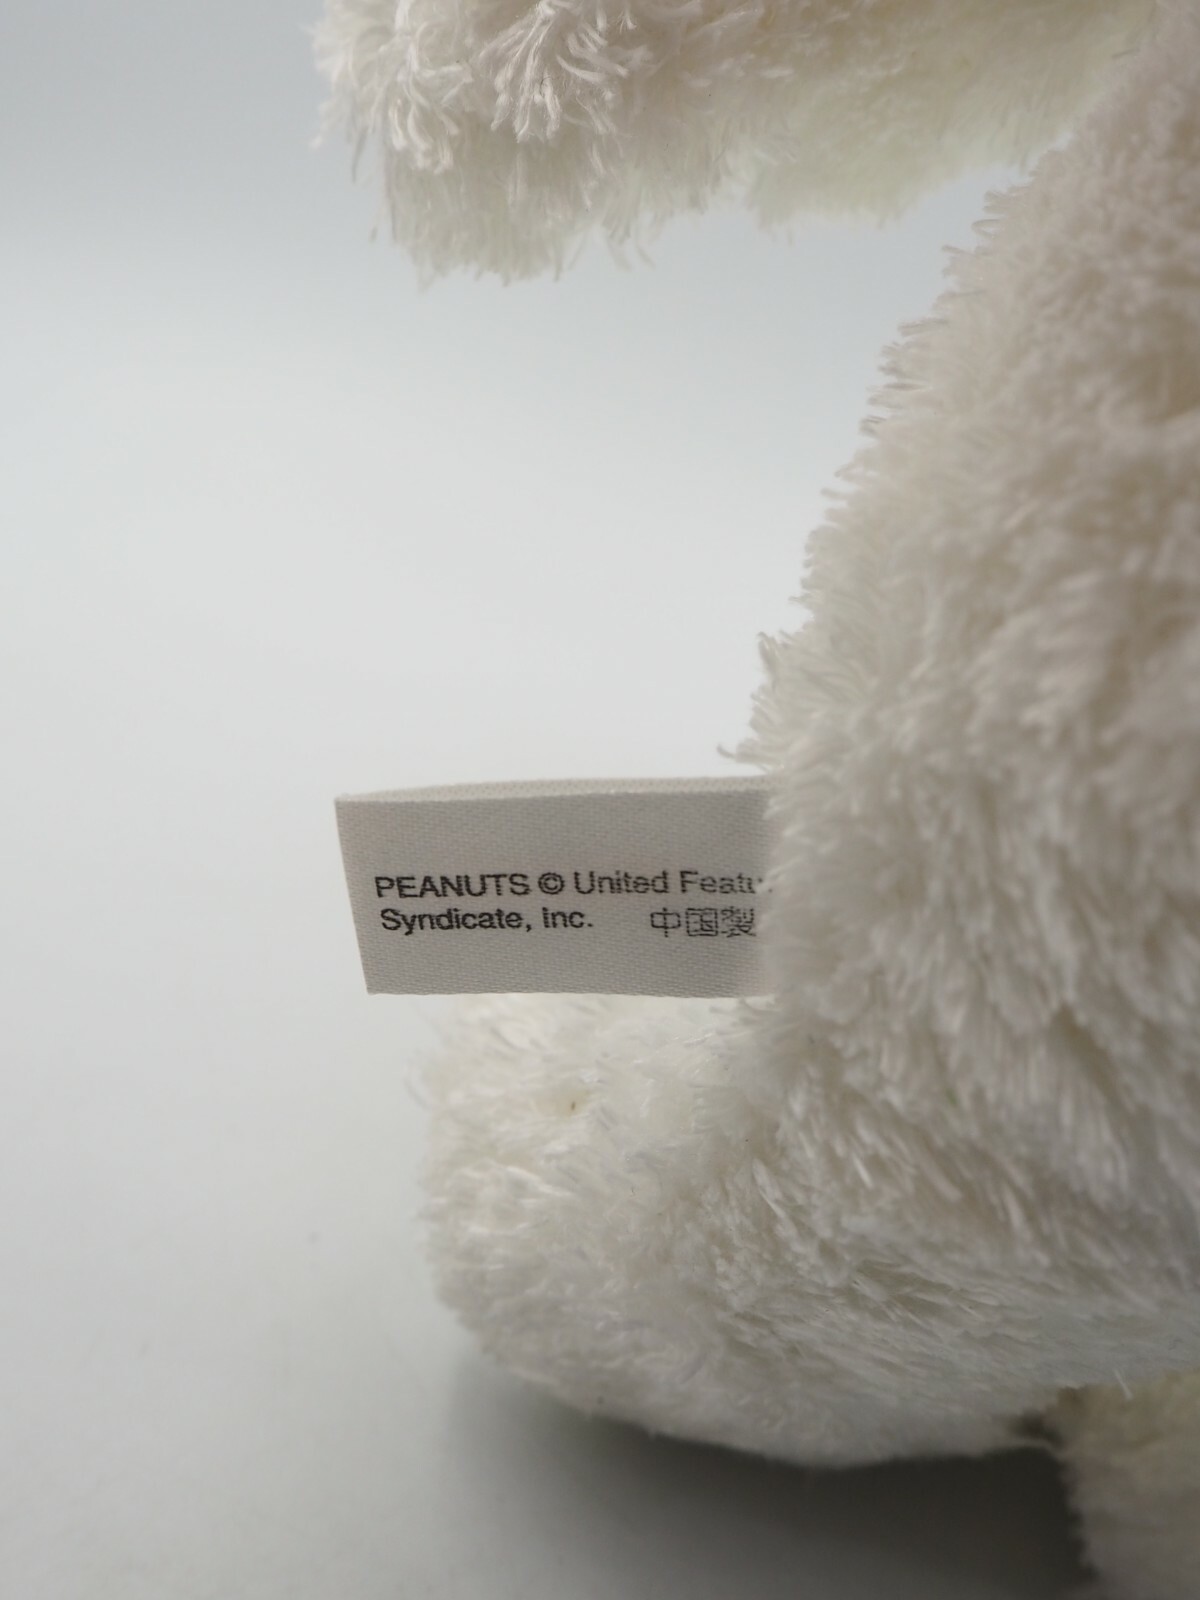 PEANUTS © United Featu
Syndicate, Inc. 中国製